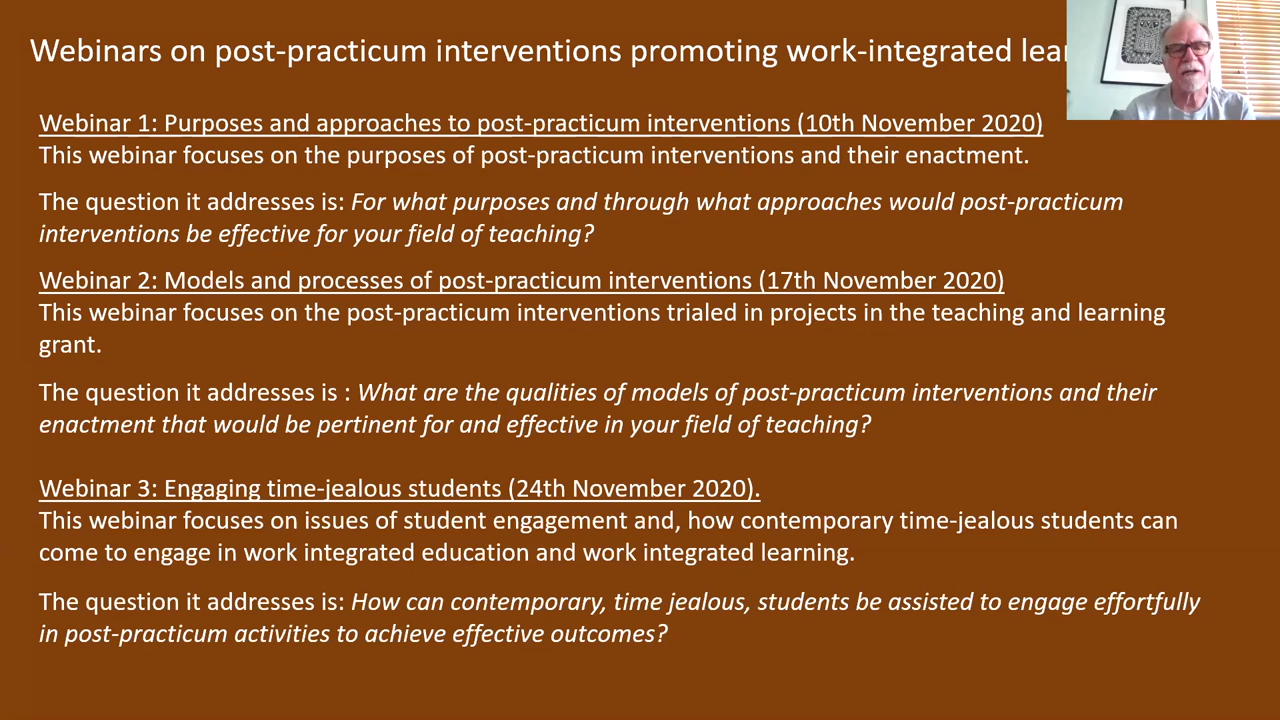 Webinars on post-practicum interventions promoting work-integrated
Webinar 1: Purposes and approaches to post-practicum interventions (10th November 2020)
This webinar focuses on the purposes of post-practicum interventions and their enactment.
The question it addresses is: For what purposes and through what approaches would post-practicum
interventions be effective for your field of teaching?
Webinar 2: Models and processes of post-practicum interventions (17th November 2020)
This webinar focuses on the post-practicum interventions trialed in projects in the teaching and learning
grant.
The question it addresses is : What are the qualities of models of post-practicum interventions and their
enactment that would be pertinent for and effective in your field of teaching?
Webinar 3: Engaging time-jealous students (24th November 2020).
This webinar focuses on issues of student engagement and, how contemporary time-jealous students can
come to engage in work integrated education and work integrated learning.
The question it addresses is: How can contemporary, time jealous, students be assisted to engage effortfully
in post-practicum activities to achieve effective outcomes?